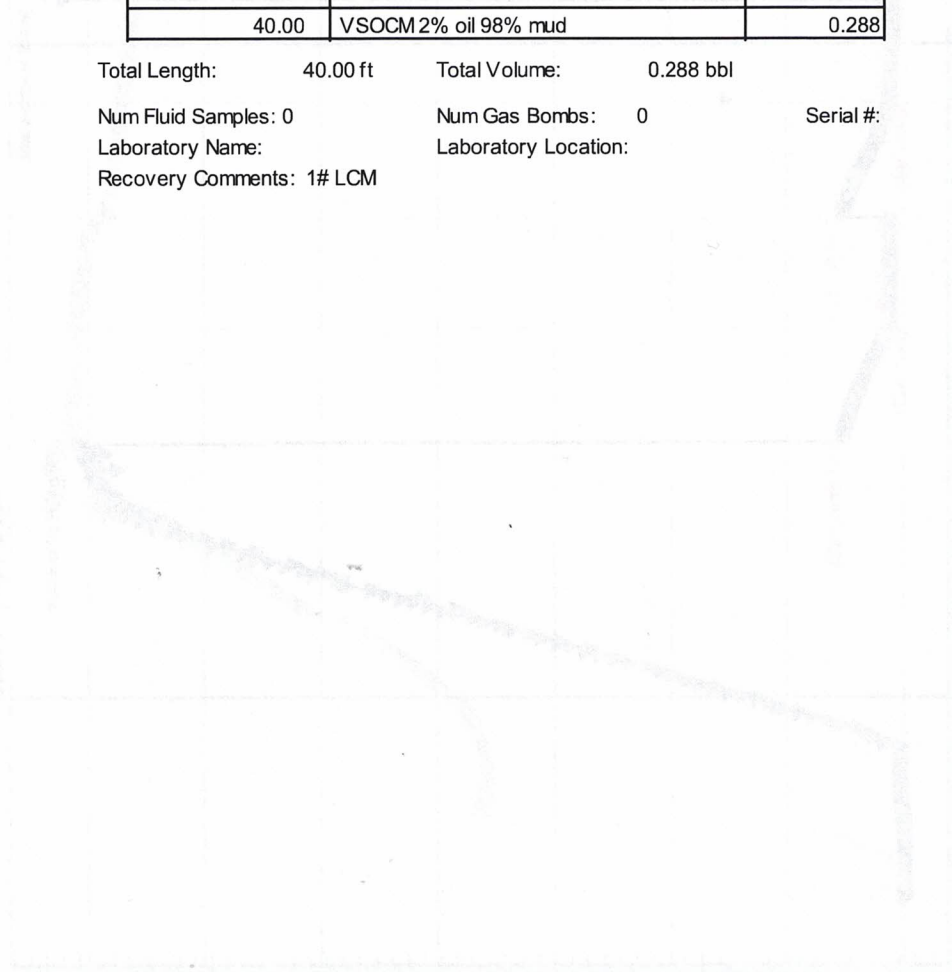 40.00 VSOCM 2% oil 98% mud 0.288
Total Length: 40.00 ft Total Volume: 0.288 bbl
Num Fluid Samples: 0 Num Gas Bombs: 0 Serial #:
Laboratory Name: Laboratory Location:
Recovery Comments: 1# LCM